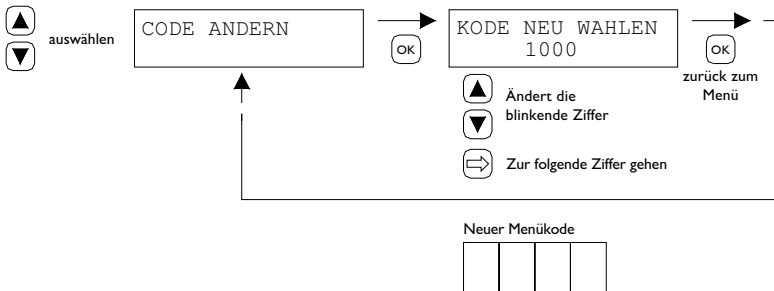 auswählen
CODE ANDERN
OK
KODE NEU WAHLEN
1000
OK
zurück zum
Menü
Ändert die
blinkende Ziffer
Zur folgende Ziffer gehen
Neuer Menükode